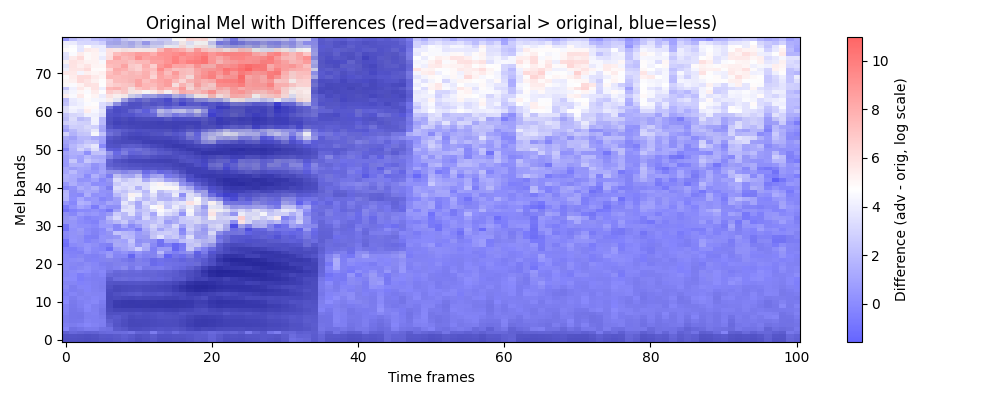 Original Mel with Differences (red=adversarial > original, blue=less)
Mel bands
70
60
50
40
30
20
10
0
0 20 40 60 80 100
Time frames
10
8
6
4
2
0
Difference (adv - orig, log scale)